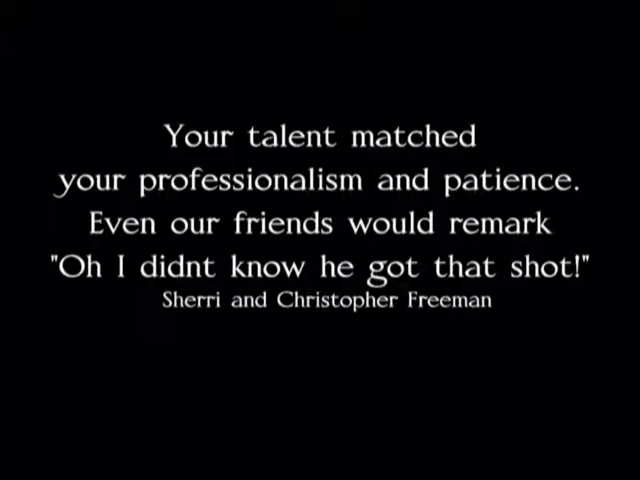 Your talent matched
your professionalism and patience.
Even our friends would remark
"Oh I didnt know he got that shot!"
Sherri and Christopher Freeman